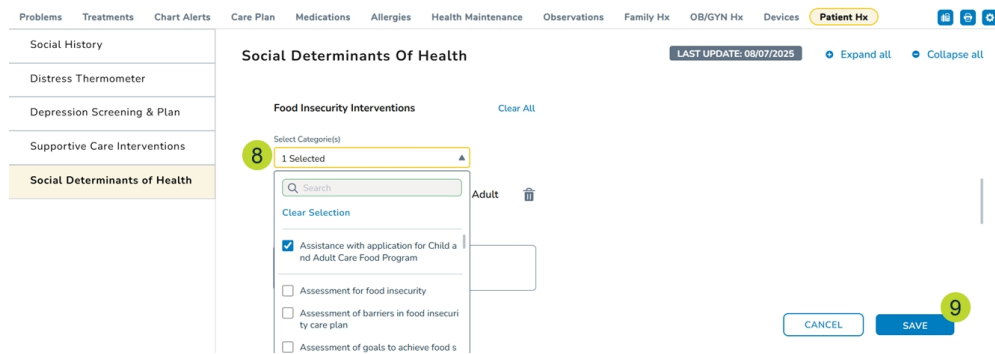 Problems Treatments Chart Alerts Care Plan Medications Allergies Health Maintenance Observations Family Hx OB/GYN Hx Devices Patient Hx
Social History
Distress Thermometer
Depression Screening & Plan
Supportive Care Interventions
Social Determinants of Health
Social Determinants Of Health
LAST UPDATE: 08/07/2025
Expand all
Collapse all
Food Insecurity Interventions
Clear All
Select Categorie(s)
8
1 Selected
Search
Adult
Clear Selection
Assistance with application for Child a
nd Adult Care Food Program
Assessment for food insecurity
Assessment of barriers in food insecuri
ty care plan
Assessment of goals to achieve food s
9
CANCEL
SAVE